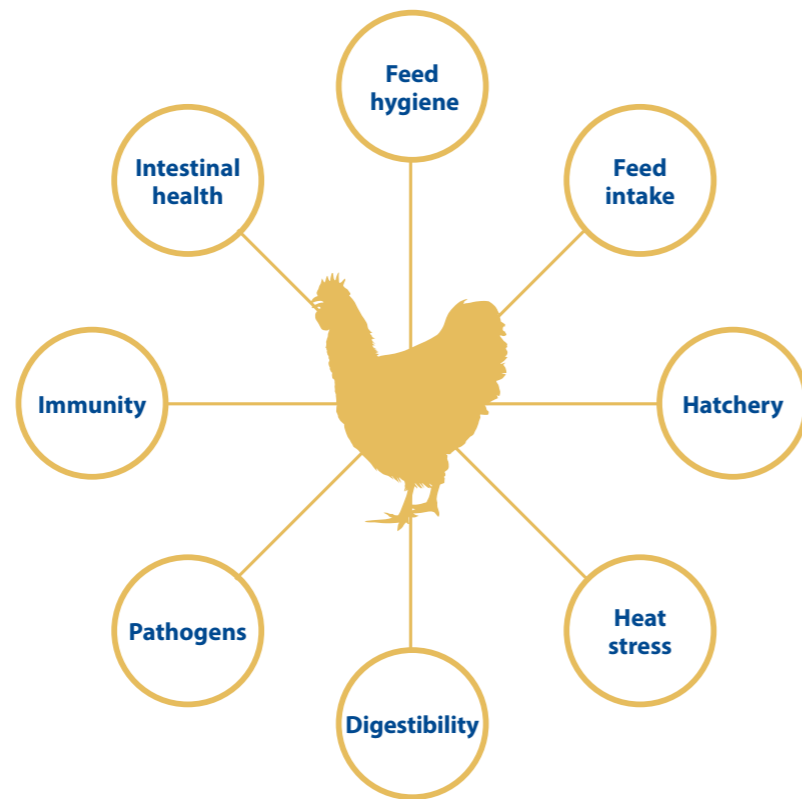 Feed
hygiene
Feed
intake
Intestinal
health
Immunity
Hatchery
Pathogens
Heat
stress
Digestibility